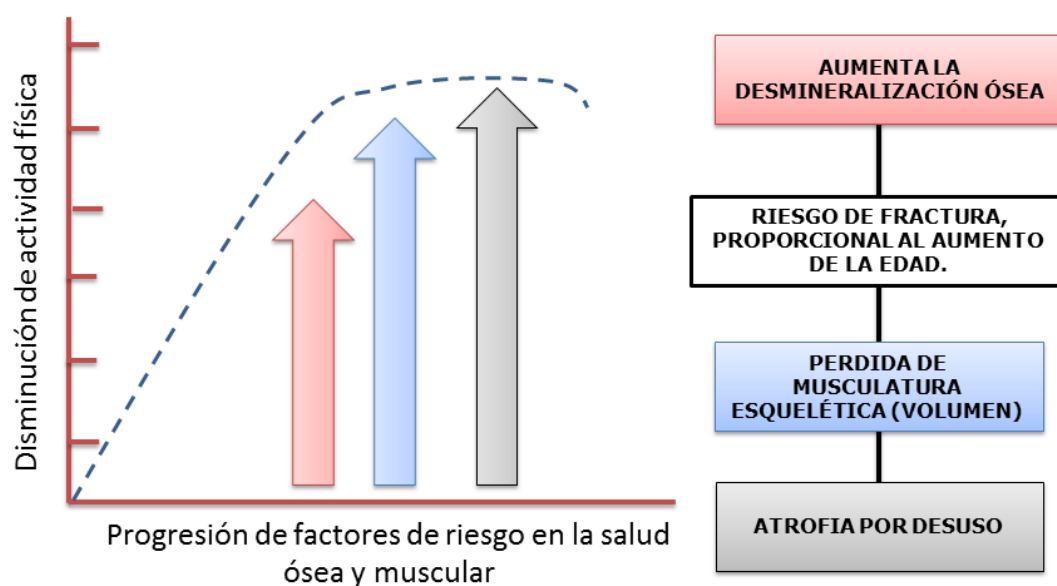 Disminución de actividad física
Progresión de factores de riesgo en la salud
ósea y muscular
AUMENTA LA
DESMINERALIZACIÓN ÓSEA
RIESGO DE FRACTURA,
PROPORCIONAL AL AUMENTO
DE LA EDAD.
PERDIDA DE
MUSCULATURA
ESQUELÉTICA (VOLUMEN)
ATROFIA POR DESUSO